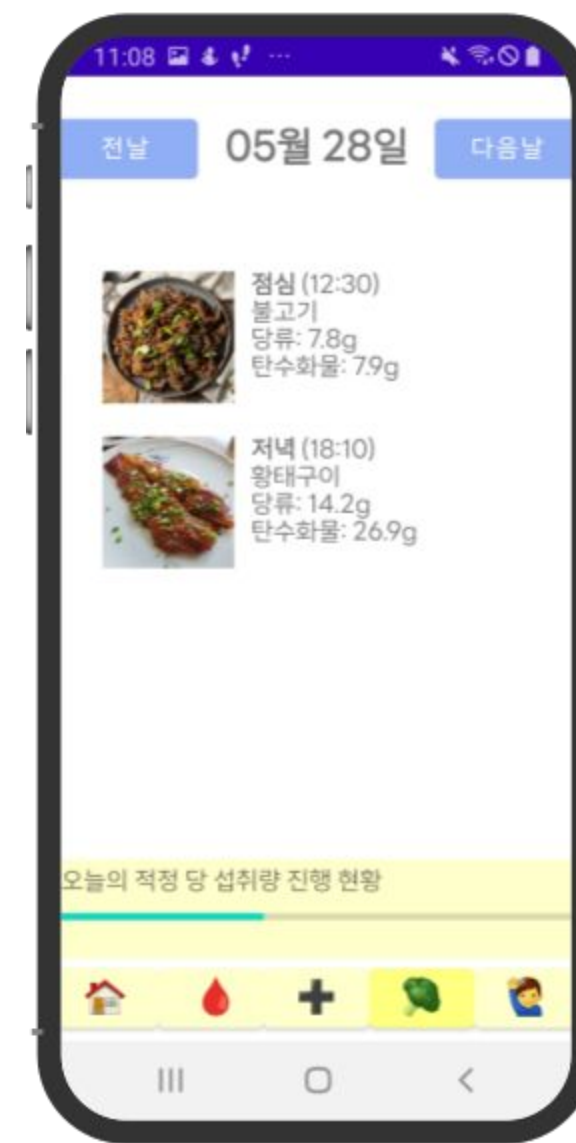 11:08
전날
05월 28일
다음날
점심 (12:30)
불고기
당류: 7.8g
탄수화물: 7.9g
저녁 (18:10)
황태구이
당류: 14.2g
탄수화물: 26.9g
오늘의 적정 당 섭취량 진행 현황